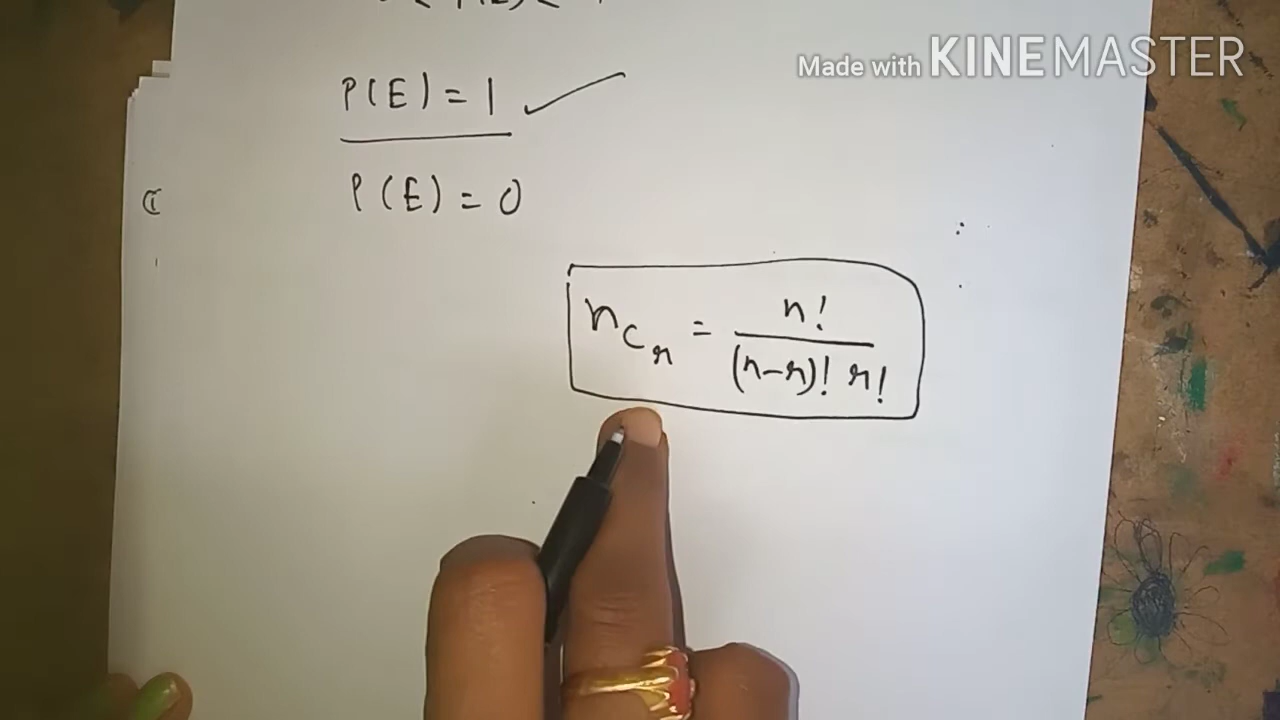 Made with KINEMASTER
P(E) = 1 ✓
P(E) = 0
nCr = n! / (n-r)! r!